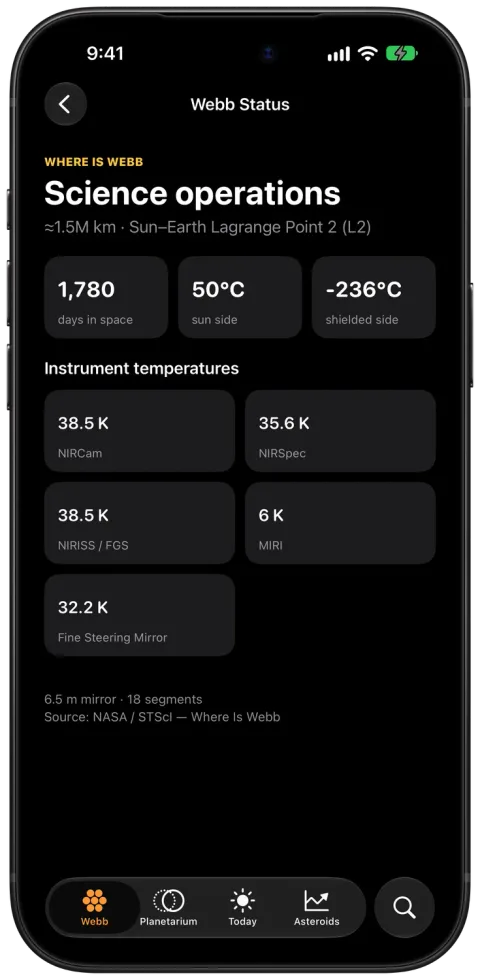 9:41
Webb Status
WHERE IS WEBB
Science operations
≈1.5M km · Sun–Earth Lagrange Point 2 (L2)
1,780
days in space
50°C
sun side
-236°C
shielded side
Instrument temperatures
38.5 K
NIRCam
35.6 K
NIRSpec
38.5 K
NIRISS / FGS
6 K
MIRI
32.2 K
Fine Steering Mirror
6.5 m mirror · 18 segments
Source: NASA / STScI — Where Is Webb
Webb
Planetarium
Today
Asteroids